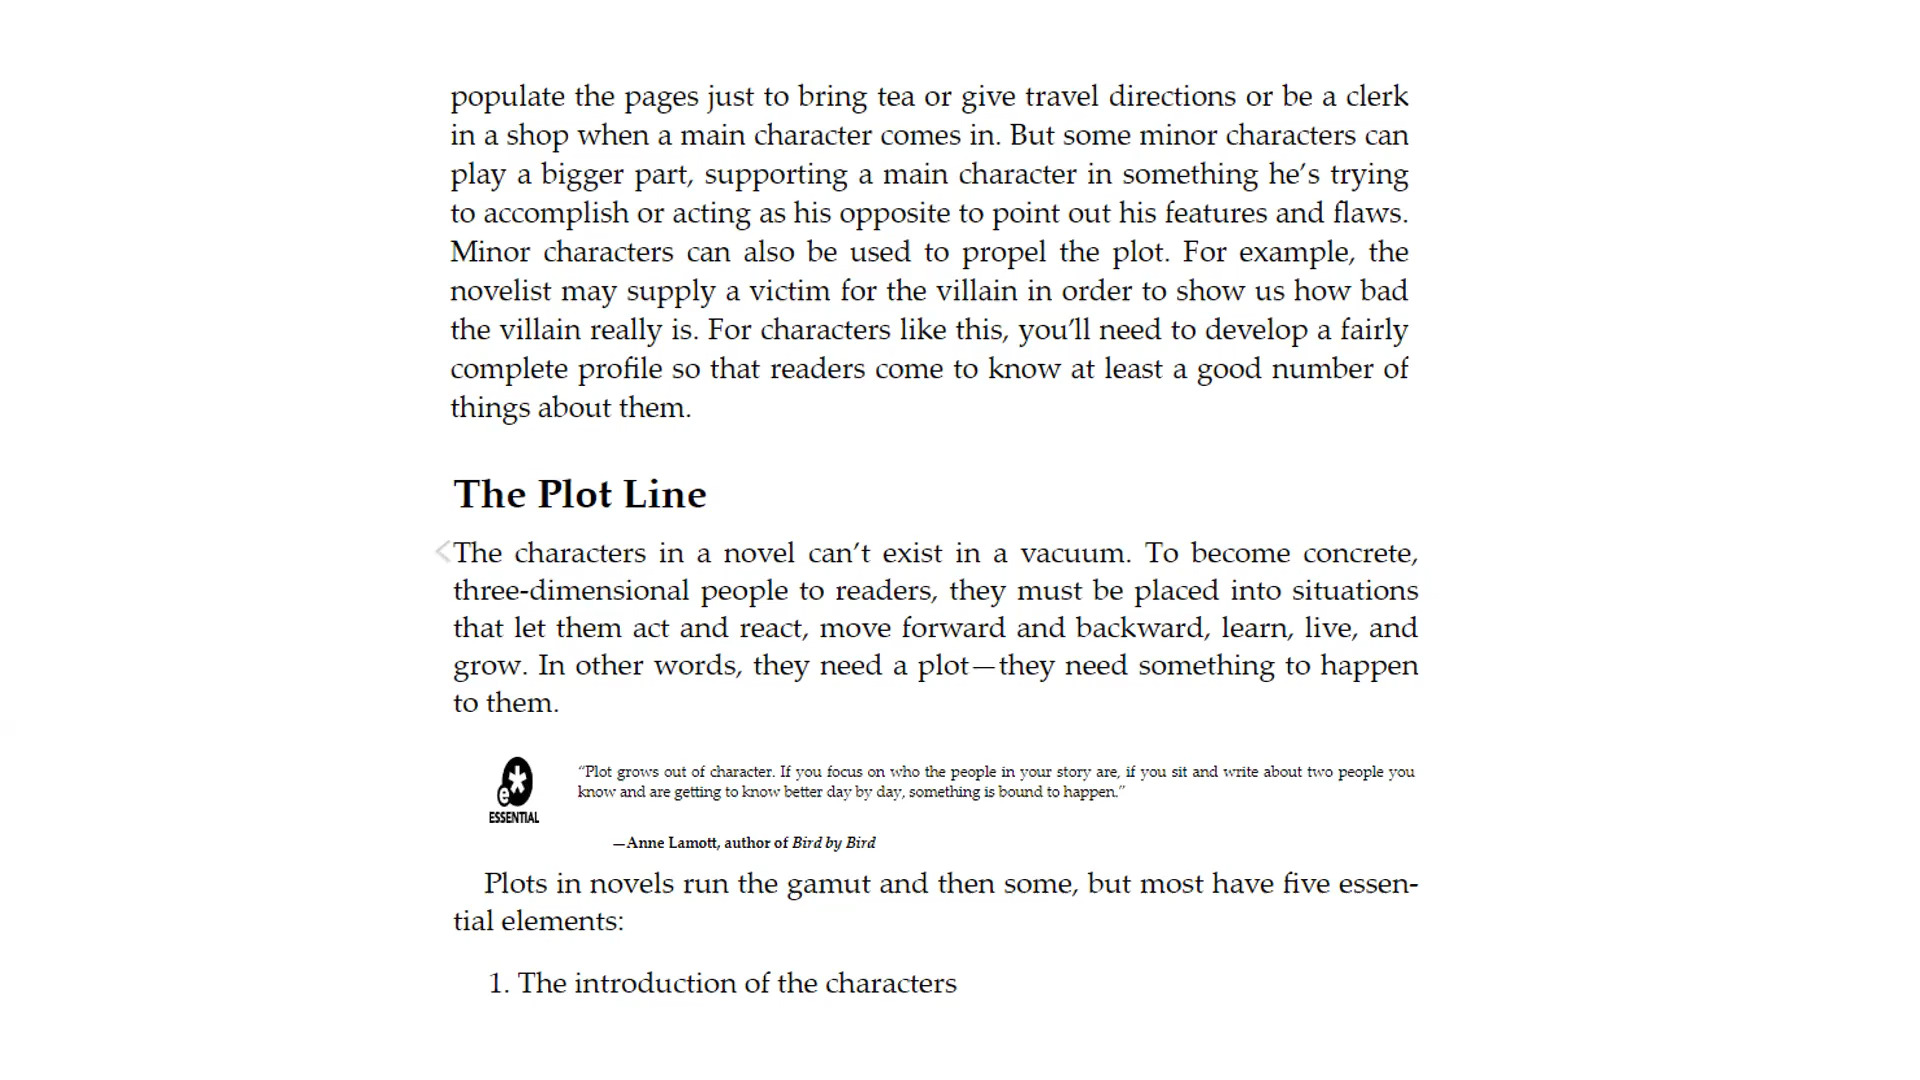 populate the pages just to bring tea or give travel directions or be a clerk
in a shop when a main character comes in. But some minor characters can
play a bigger part, supporting a main character in something he’s trying
to accomplish or acting as his opposite to point out his features and flaws.
Minor characters can also be used to propel the plot. For example, the
novelist may supply a victim for the villain in order to show us how bad
the villain really is. For characters like this, you’ll need to develop a fairly
complete profile so that readers come to know at least a good number of
things about them.
The Plot Line
The characters in a novel can’t exist in a vacuum. To become concrete,
three-dimensional people to readers, they must be placed into situations
that let them act and react, move forward and backward, learn, live, and
grow. In other words, they need a plot—they need something to happen
to them.
“Plot grows out of character. If you focus on who the people in your story are, if you sit and write about two people you
know and are getting to know better day by day, something is bound to happen.”
e
ESSENTIAL
—Anne Lamott, author of Bird by Bird
Plots in novels run the gamut and then some, but most have five essen-
tial elements:
1. The introduction of the characters